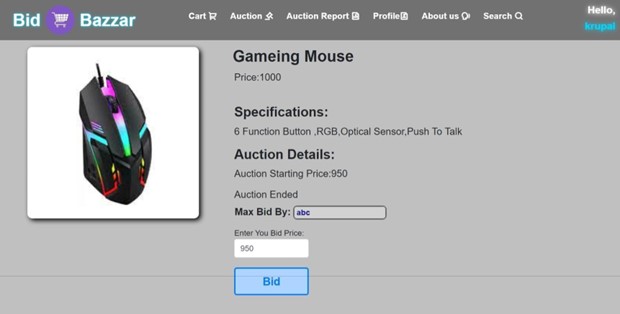 Bid Bazzar
Cart Auction Auction Report Profile About us Search
Hello,
krupal
Gameing Mouse
Price:1000
Specifications:
6 Function Button ,RGB,Optical Sensor,Push To Talk
Auction Details:
Auction Starting Price:950
Auction Ended
Max Bid By: abc
Enter You Bid Price:
950
Bid